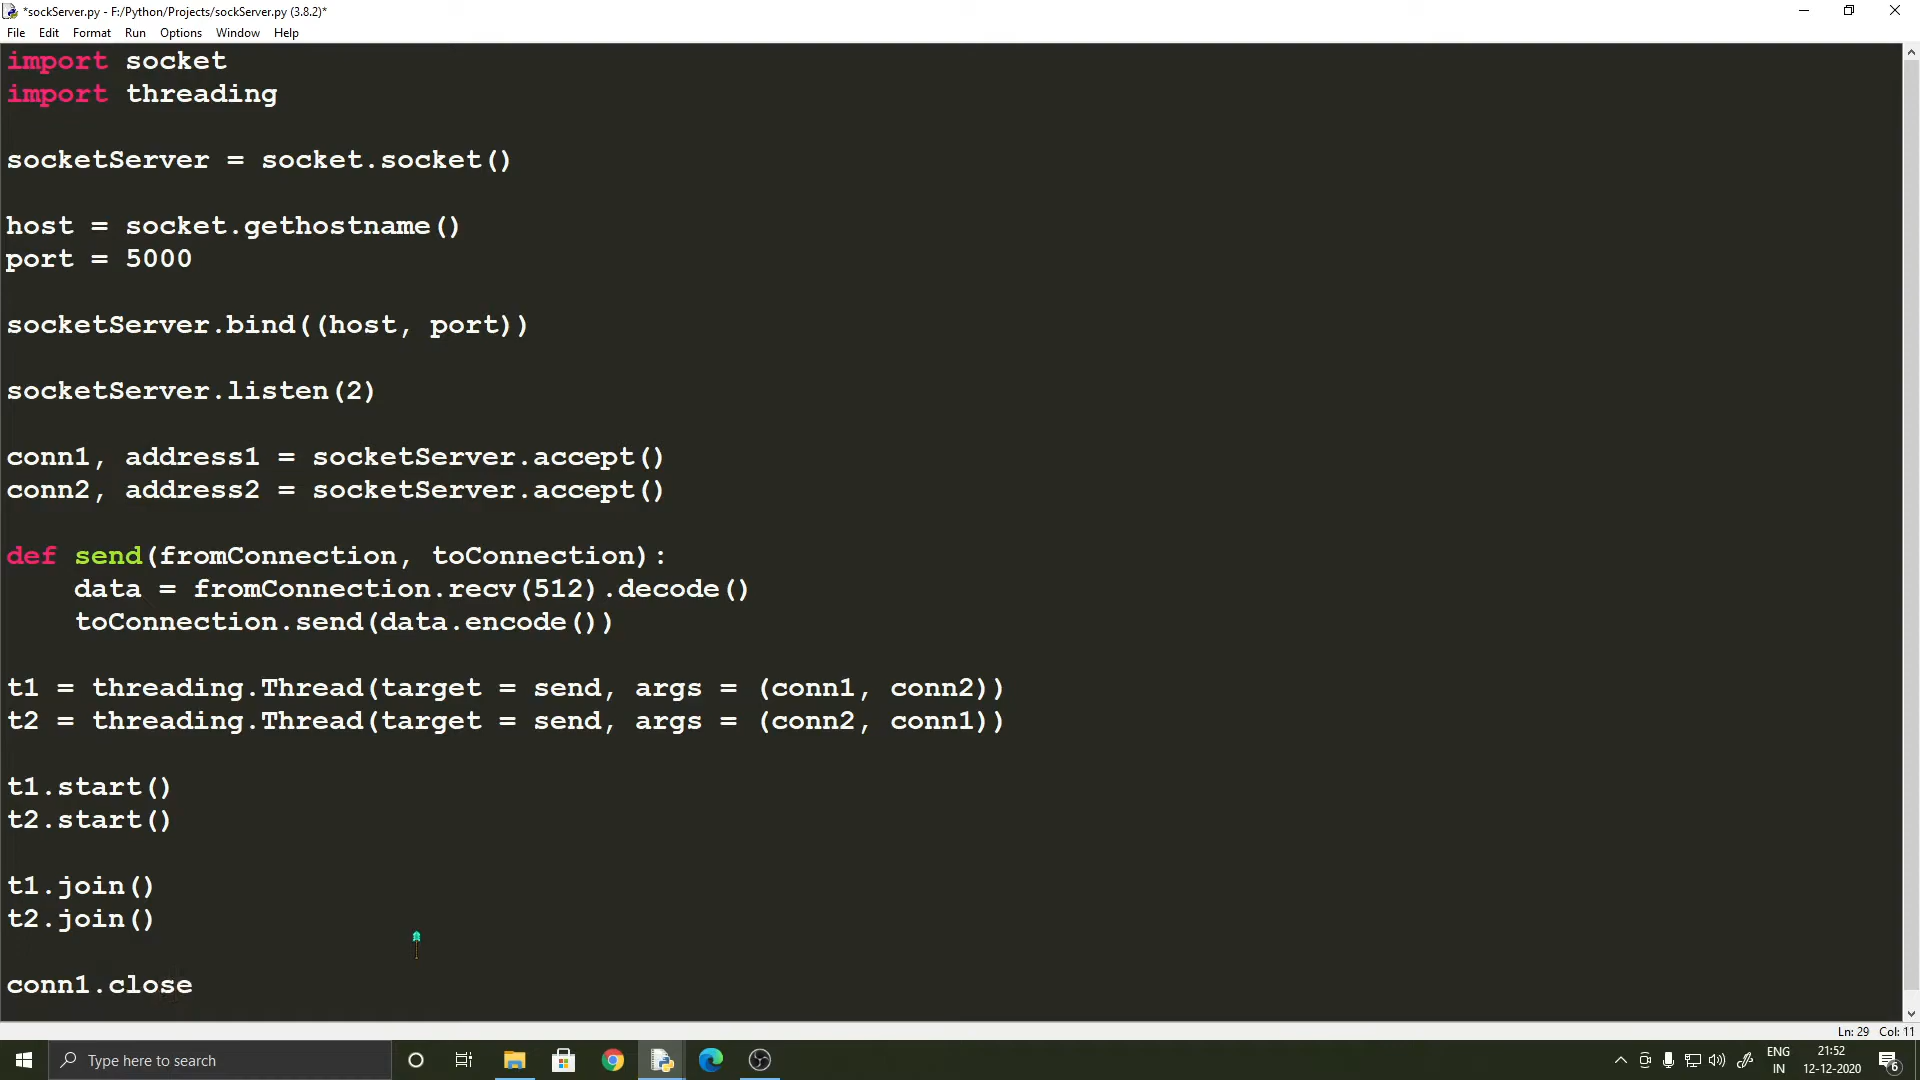 *sockServer.py - F:/Python/Projects/sockServer.py (3.8.2)*
File Edit Format Run Options Window Help
import socket
import threading
socketServer = socket.socket()
host = socket.gethostname()
port = 5000
socketServer.bind((host, port))
socketServer.listen(2)
conn1, address1 = socketServer.accept()
conn2, address2 = socketServer.accept()
def send(fromConnection, toConnection):
    data = fromConnection.recv(512).decode()
    toConnection.send(data.encode())
t1 = threading.Thread(target = send, args = (conn1, conn2))
t2 = threading.Thread(target = send, args = (conn2, conn1))
t1.start()
t2.start()
t1.join()
t2.join()
conn1.close
Ln: 29 Col: 11
Type here to search
ENG 21:52
IN 12-12-2020 6